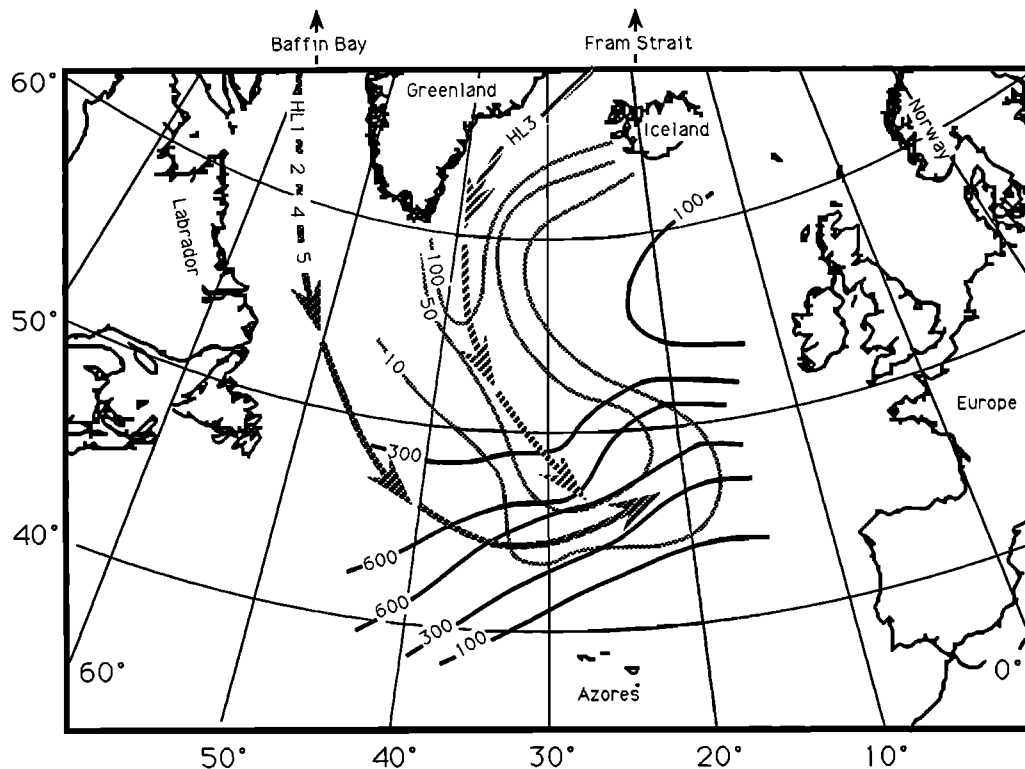 Baffin Bay
Fram Strait
60°
Greenland
HL3
Iceland
Norway
HL1 2 4 5
Labrador
100
100
50
50°
10
Europe
300
40°
600
600
300
100
60°
0°
Azores
50°
40°
30°
20°
10°